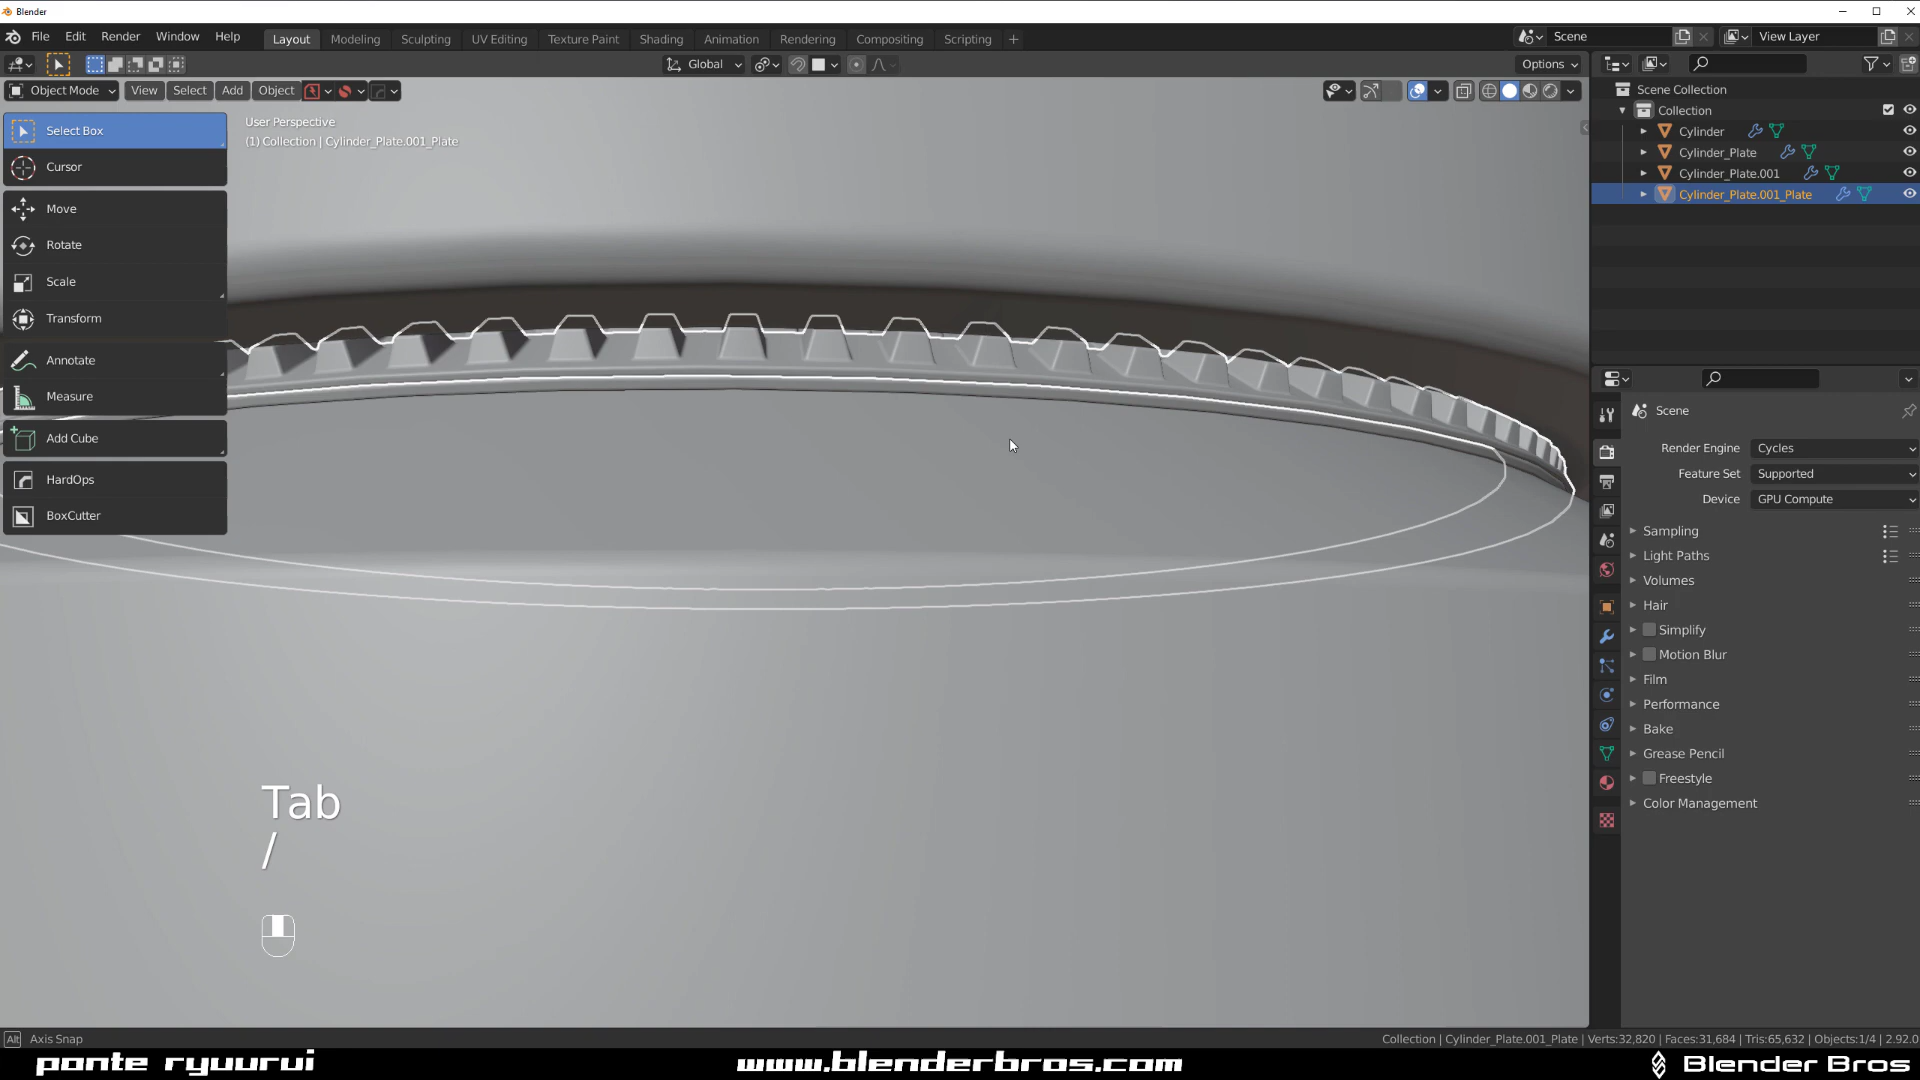 Blender
File Edit Render Window Help Layout Modeling Sculpting UV Editing Texture Paint Shading Animation Rendering Compositing Scripting + Scene View Layer
Global Options
Object Mode View Select Add Object
Select Box
Cursor
Move
Rotate
Scale
Transform
Annotate
Measure
Add Cube
HardOps
BoxCutter
User Perspective
(1) Collection | Cylinder_Plate.001_Plate
Tab
/
Scene Collection
Collection
Cylinder
Cylinder_Plate
Cylinder_Plate.001
Cylinder_Plate.001_Plate
Scene
Render Engine Cycles
Feature Set Supported
Device GPU Compute
Sampling
Light Paths
Volumes
Hair
Simplify
Motion Blur
Film
Performance
Bake
Grease Pencil
Freestyle
Color Management
Alt Axis Snap Collection | Cylinder_Plate.001_Plate | Verts:32,820 | Faces:31,684 | Tris:65,632 | Objects:1/4 | 2.92.0
ponte ryuurui www.blenderbros.com Blender Bros